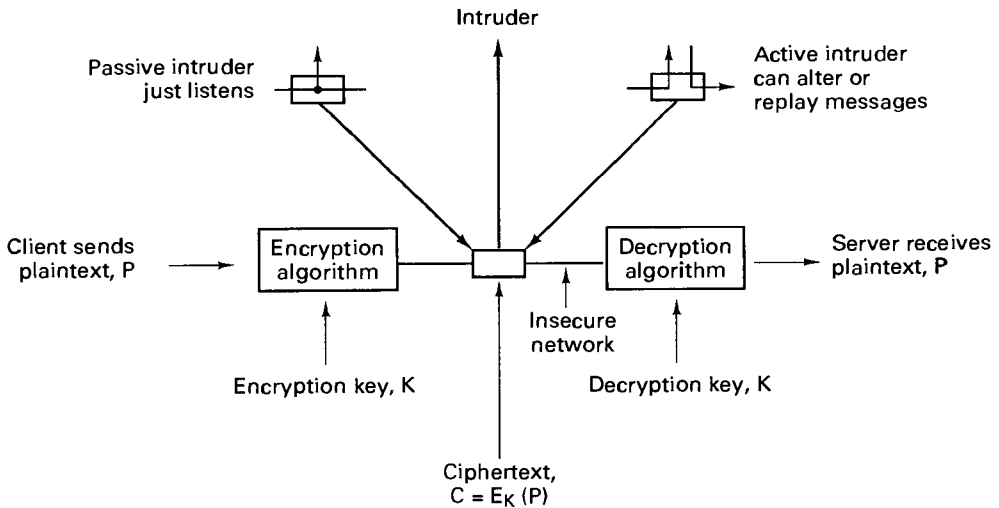 Intruder
Passive intruder
just listens
Active intruder
can alter or
replay messages
Client sends
plaintext, P
Encryption
algorithm
Decryption
algorithm
Server receives
plaintext, P
Insecure
network
Encryption key, K
Decryption key, K
Ciphertext,
C = E_K (P)